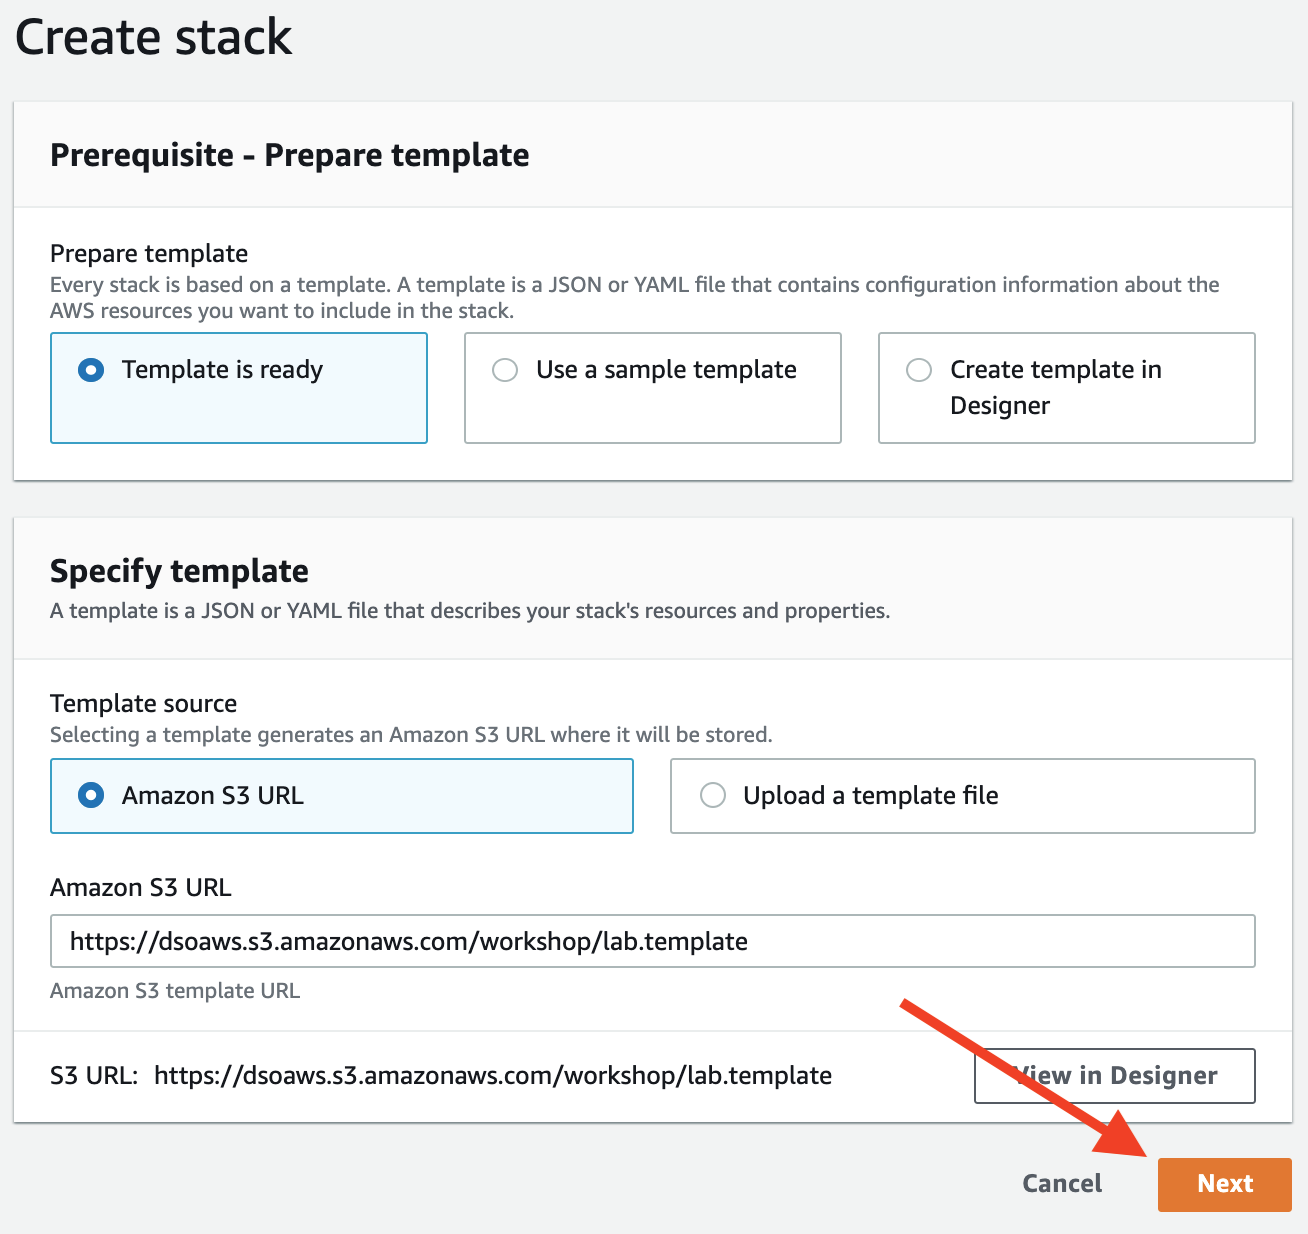 Create stack
Prerequisite - Prepare template
Prepare template
Every stack is based on a template. A template is a JSON or YAML file that contains configuration information about the
AWS resources you want to include in the stack.
Template is ready
Use a sample template
Create template in
Designer
Specify template
A template is a JSON or YAML file that describes your stack's resources and properties.
Template source
Selecting a template generates an Amazon S3 URL where it will be stored.
Amazon S3 URL
Upload a template file
Amazon S3 URL
https://dsoaws.s3.amazonaws.com/workshop/lab.template
Amazon S3 template URL
S3 URL: https://dsoaws.s3.amazonaws.com/workshop/lab.template
View in Designer
Cancel
Next